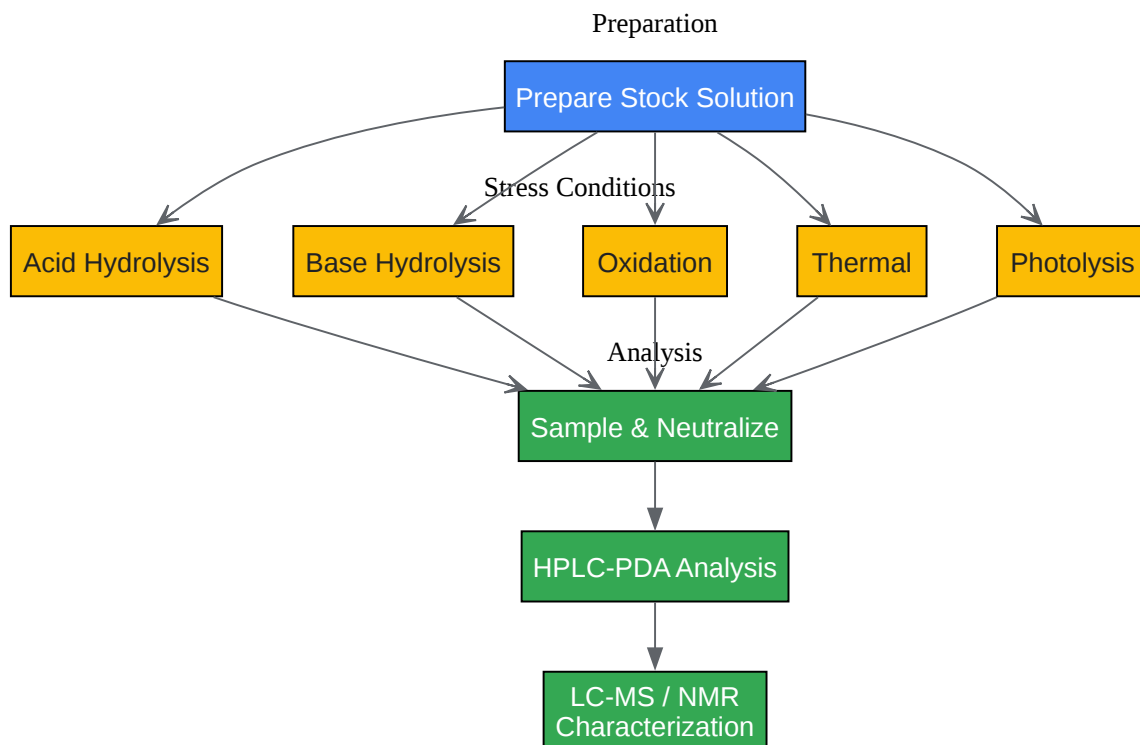 Preparation
Prepare Stock Solution
Stress Conditions
Acid Hydrolysis
Base Hydrolysis
Oxidation
Thermal
Photolysis
Analysis
Sample & Neutralize
HPLC-PDA Analysis
LC-MS / NMR
Characterization